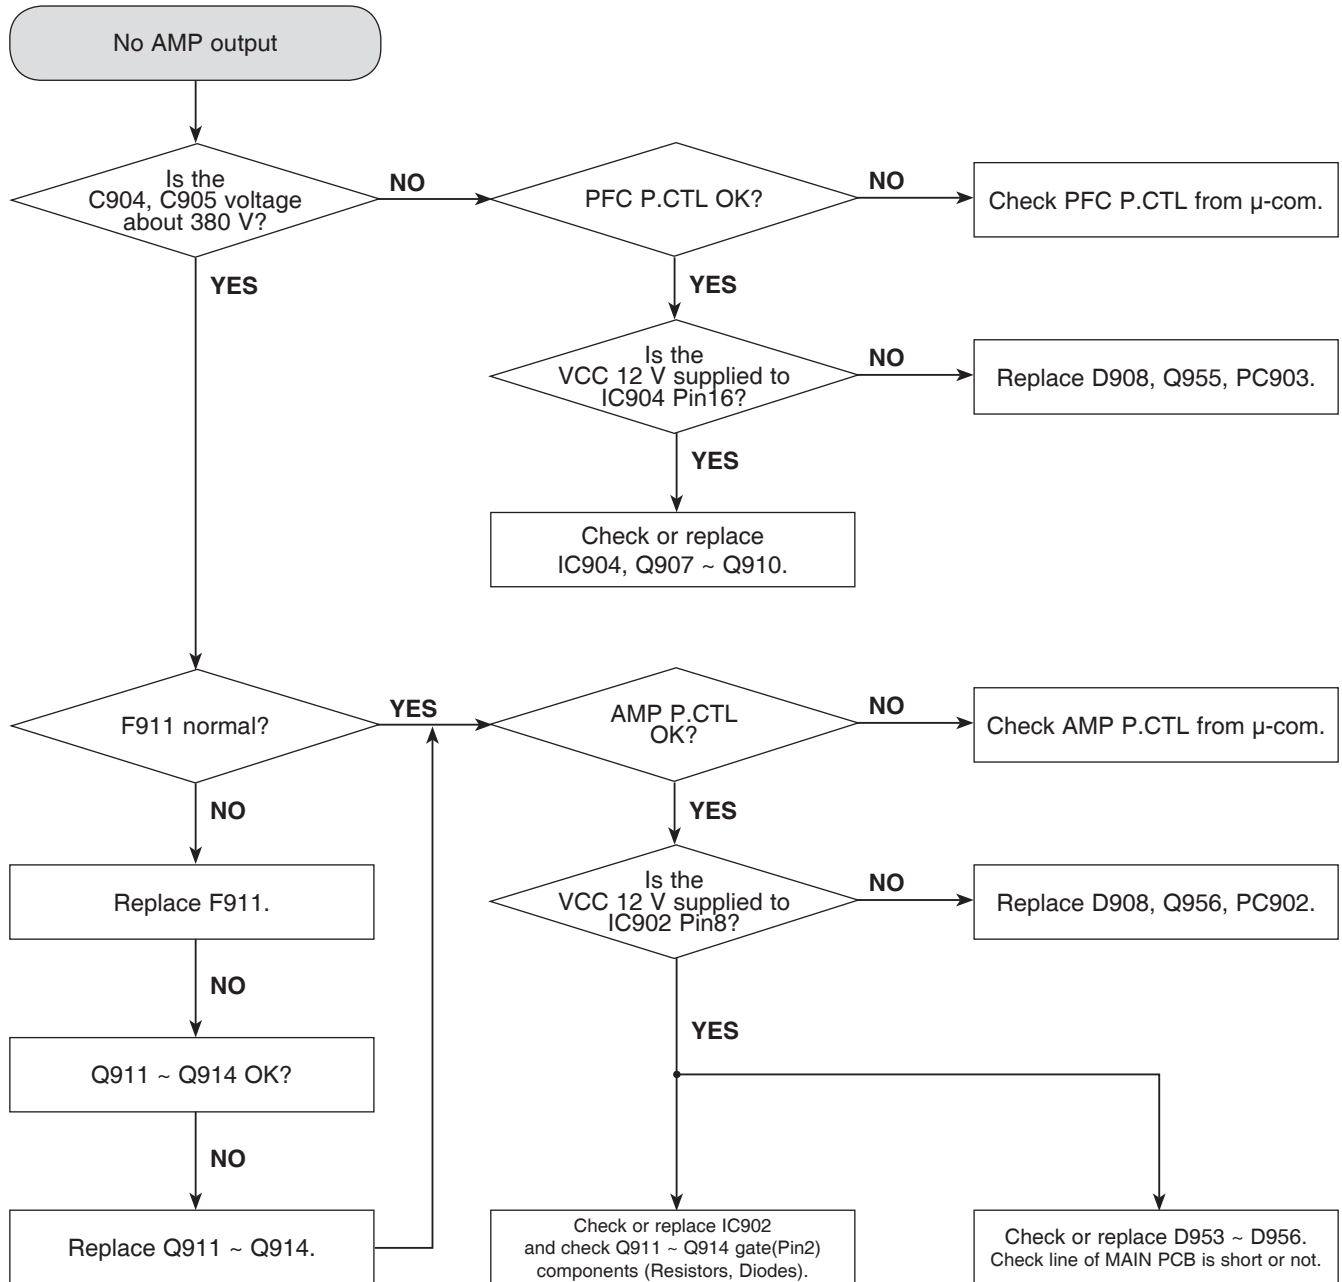 No AMP output
Is the
C904, C905 voltage
about 380 V?
NO
PFC P.CTL OK?
NO
Check PFC P.CTL from μ-com.
YES
YES
Is the
VCC 12 V supplied to
IC904 Pin16?
NO
Replace D908, Q955, PC903.
YES
Check or replace
IC904, Q907 ~ Q910.
F911 normal?
YES
AMP P.CTL
OK?
NO
Check AMP P.CTL from μ-com.
NO
YES
Replace F911.
Is the
VCC 12 V supplied to
IC902 Pin8?
NO
Replace D908, Q956, PC902.
NO
YES
Q911 ~ Q914 OK?
NO
Replace Q911 ~ Q914.
Check or replace IC902
and check Q911 ~ Q914 gate(Pin2)
components (Resistors, Diodes).
Check or replace D953 ~ D956.
Check line of MAIN PCB is short or not.